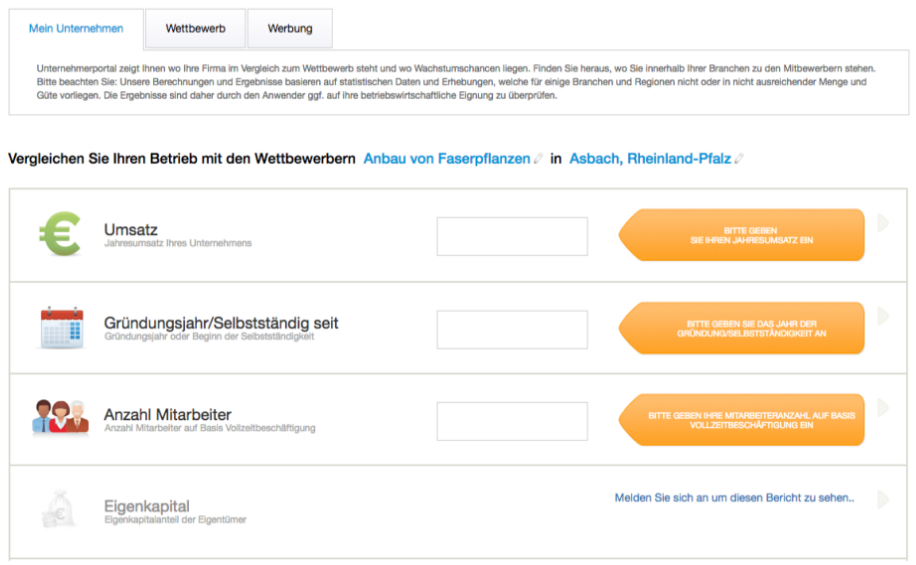 Mein Unternehmen
Wettbewerb
Werbung
Unternehmerportal zeigt Ihnen wo Ihre Firma im Vergleich zum Wettbewerb steht und wo Wachstumschancen liegen. Finden Sie heraus, wo Sie innerhalb Ihrer Branchen zu den Mitbewerbern stehen.
Bitte beachten Sie: Unsere Berechnungen und Ergebnisse basieren auf statistischen Daten und Erhebungen, welche für einige Branchen und Regionen nicht oder in nicht ausreichender Menge und
Güte vorliegen. Die Ergebnisse sind daher durch den Anwender ggf. auf ihre betriebswirtschaftliche Eignung zu überprüfen.
Vergleichen Sie Ihren Betrieb mit den Wettbewerbern Anbau von Faserpflanzen in Asbach, Rheinland-Pfalz
Umsatz
Jahresumsatz Ihres Unternehmens
BITTE GEBEN
SIE IHREN JAHRESUMSATZ EIN
Gründungsjahr/Selbstständig seit
Gründungsjahr oder Beginn der Selbstständigkeit
BITTE GEBEN SIE DAS JAHR DER
GRÜNDUNG/SELBSTSTÄNDIGKEIT AN
Anzahl Mitarbeiter
Anzahl Mitarbeiter auf Basis Vollzeitbeschäftigung
BITTE GEBEN IHRE MITARBEITERANZAHL AUF BASIS
VOLLZEITBESCHÄFTIGUNG EIN
Eigenkapital
Eigenkapitalanteil der Eigentümer
Melden Sie sich an um diesen Bericht zu sehen..